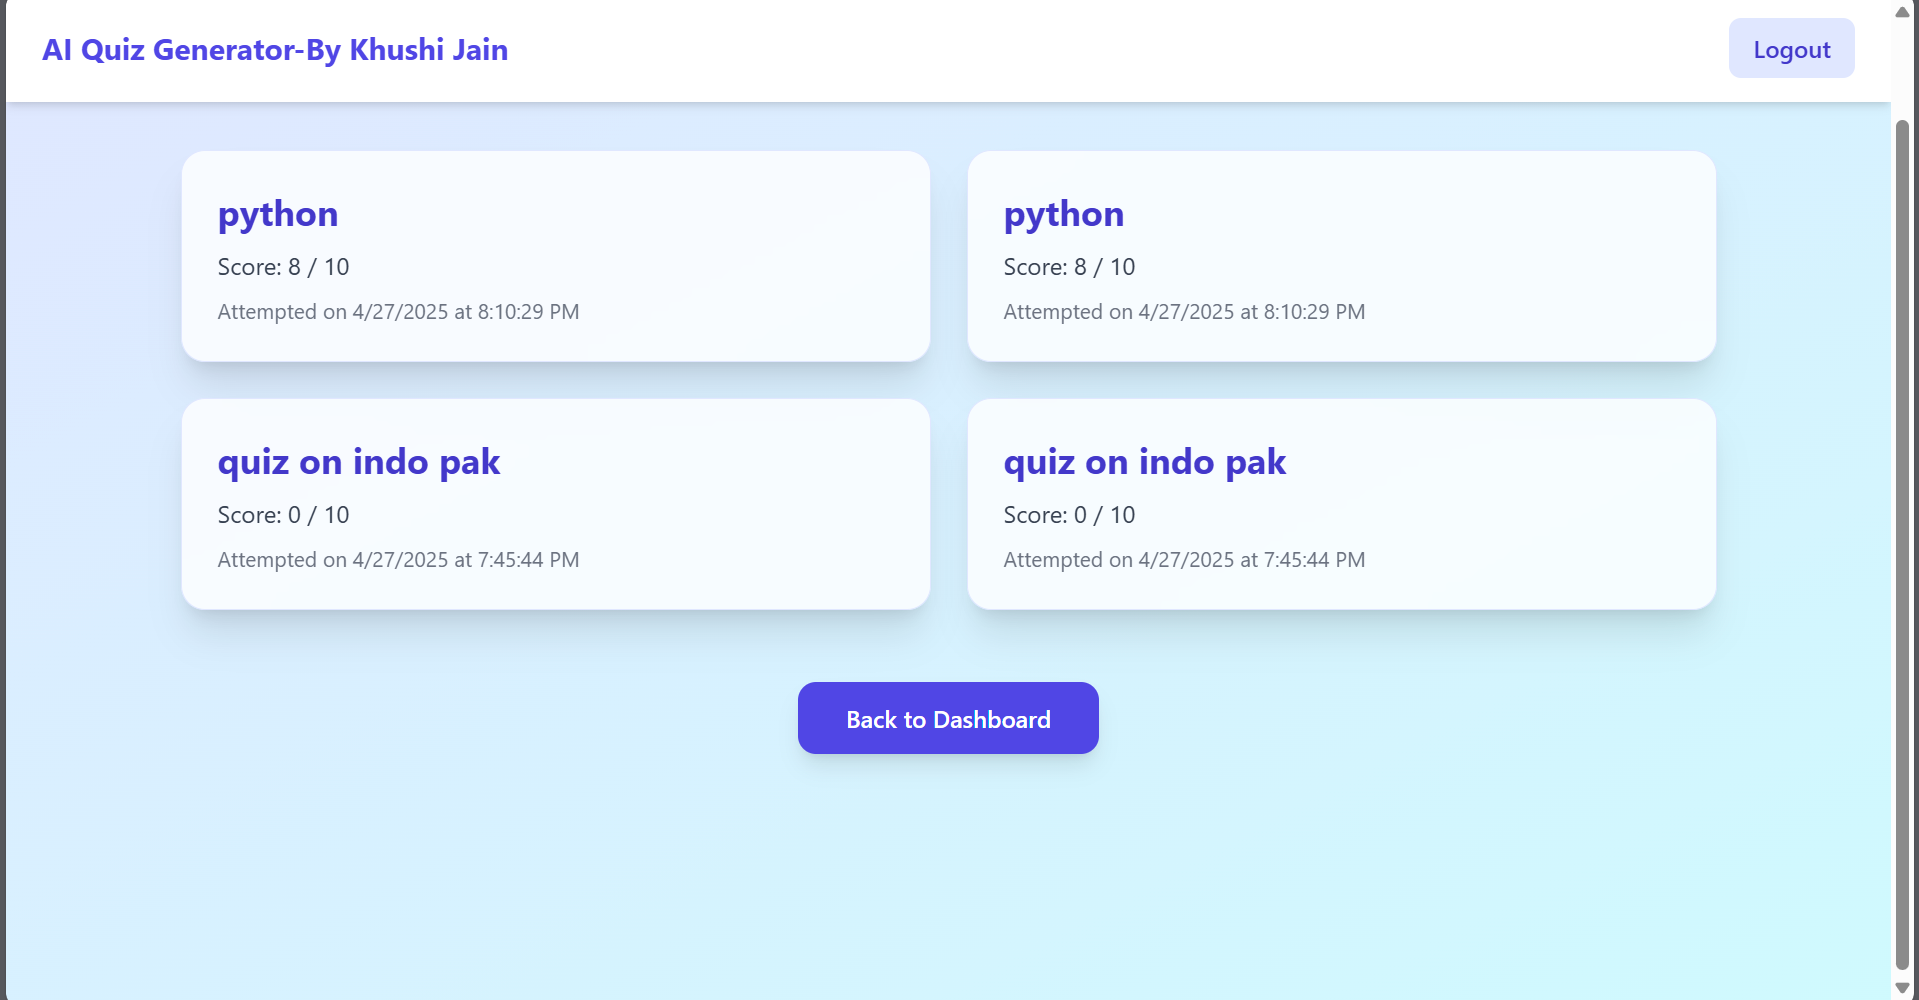 AI Quiz Generator-By Khushi Jain
Logout
python
Score: 8 / 10
Attempted on 4/27/2025 at 8:10:29 PM
python
Score: 8 / 10
Attempted on 4/27/2025 at 8:10:29 PM
quiz on indo pak
Score: 0 / 10
Attempted on 4/27/2025 at 7:45:44 PM
quiz on indo pak
Score: 0 / 10
Attempted on 4/27/2025 at 7:45:44 PM
Back to Dashboard